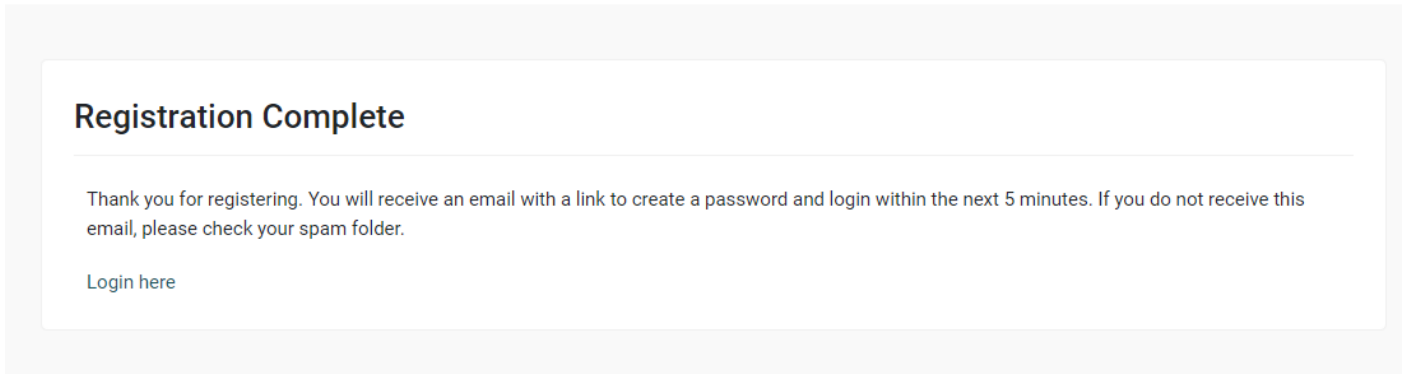 Registration Complete
Thank you for registering. You will receive an email with a link to create a password and login within the next 5 minutes. If you do not receive this
email, please check your spam folder.
Login here